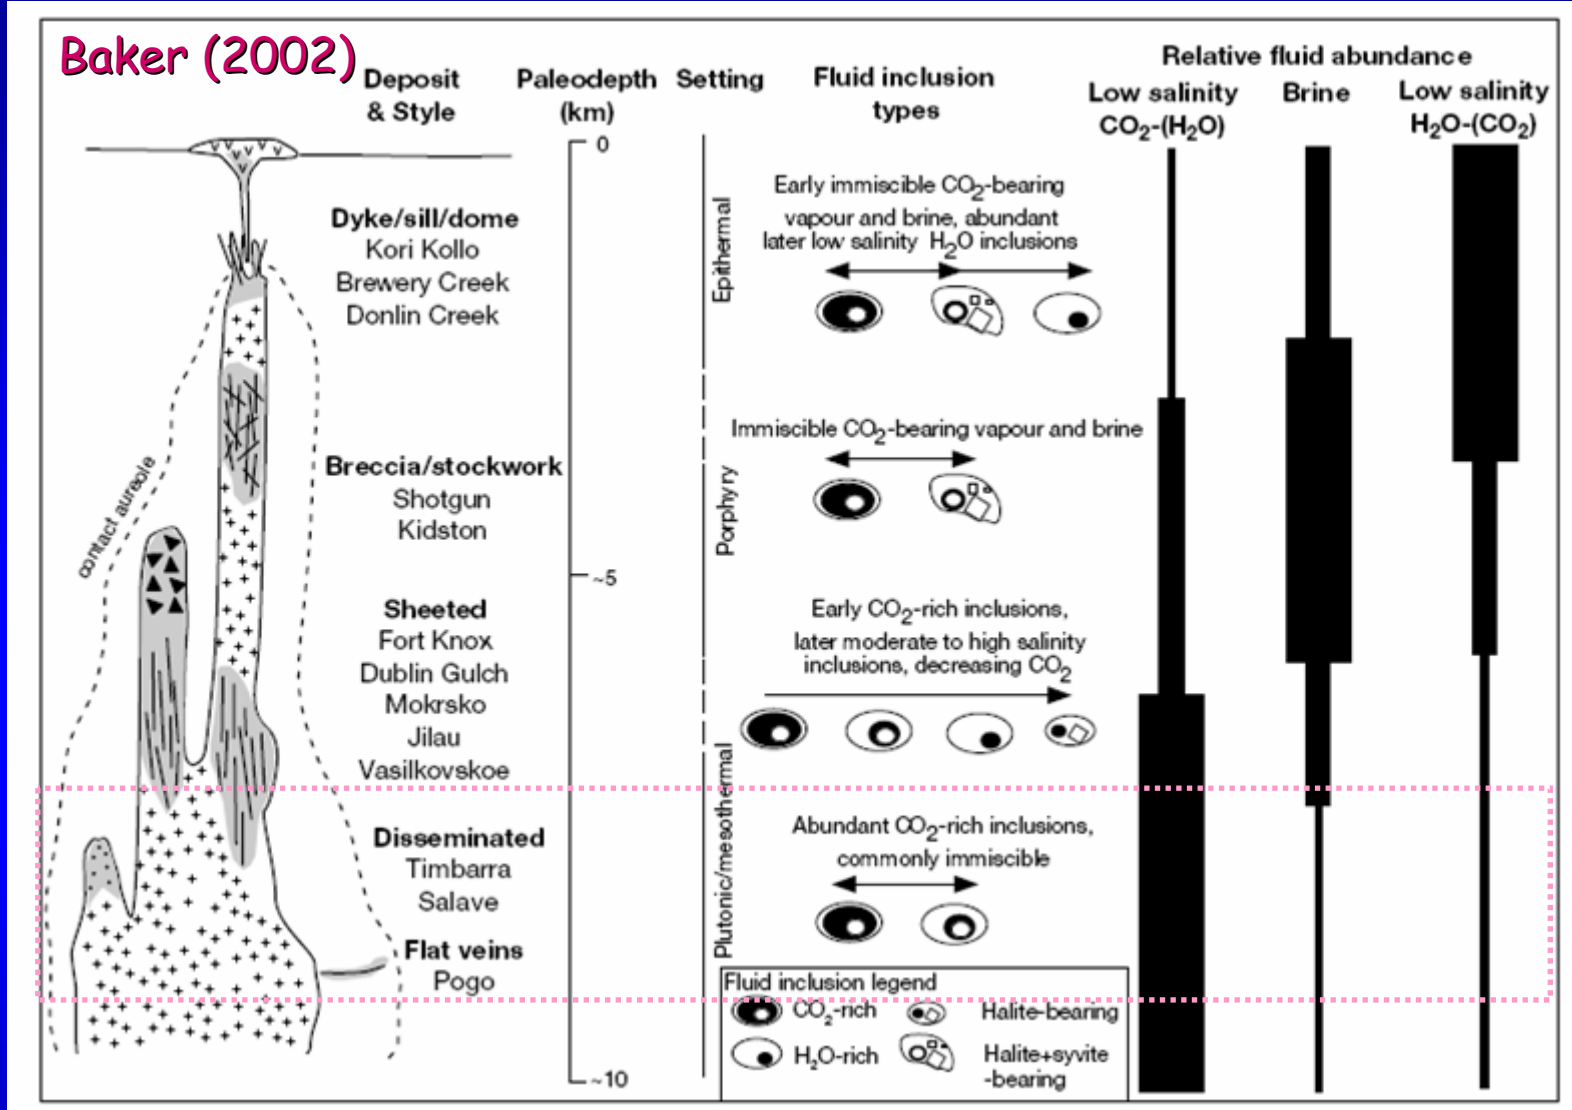 Baker (2002)
Deposit
& Style
Paleodepth
(km)
Setting
Fluid inclusion
types
Relative fluid abundance
Low salinity
CO2-(H2O)
Brine
Low salinity
H2O-(CO2)
0
~5
~10
contact aureole
Dyke/sill/dome
Kori Kollo
Brewery Creek
Donlin Creek
Breccia/stockwork
Shotgun
Kidston
Sheeted
Fort Knox
Dublin Gulch
Mokrsko
Jilau
Vasilkovskoe
Disseminated
Timbarra
Salave
Flat veins
Pogo
Epithermal
Porphyry
Plutonic/mesothermal
Early immiscible CO2-bearing
vapour and brine, abundant
later low salinity H2O inclusions
Immiscible CO2-bearing vapour and brine
Early CO2-rich inclusions,
later moderate to high salinity
inclusions, decreasing CO2
Abundant CO2-rich inclusions,
commonly immiscible
Fluid inclusion legend
CO2-rich
Halite-bearing
H2O-rich
Halite+syvite
-bearing